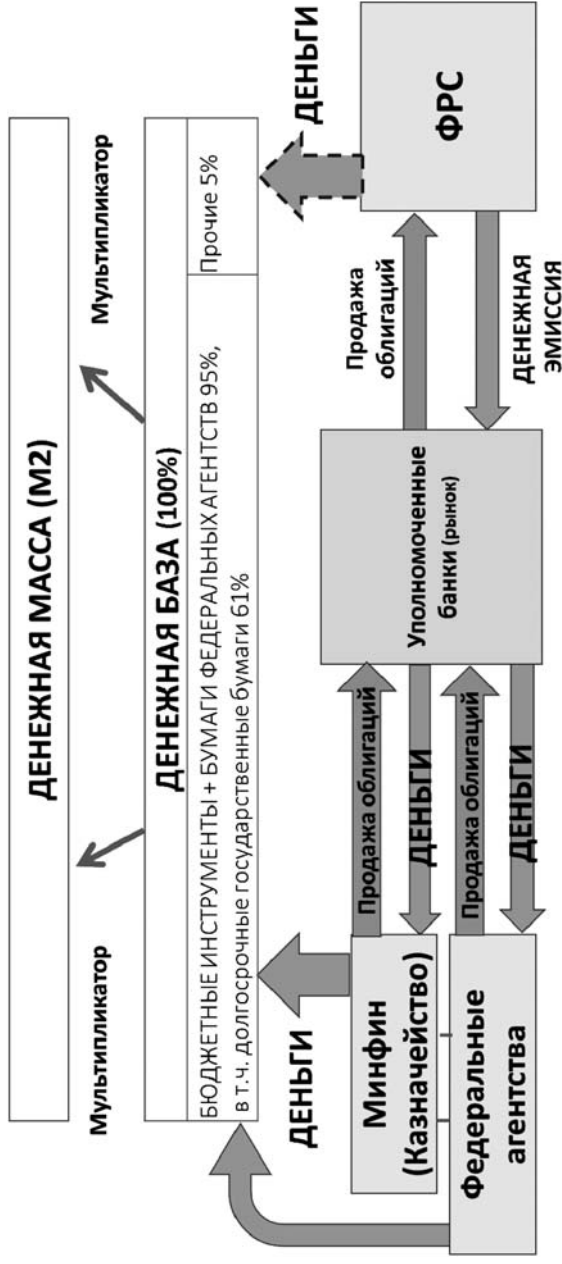 ДЕНЕЖНАЯ МАССА (М2)
Мультипликатор
Мультипликатор
ДЕНЕЖНАЯ БАЗА (100%)
БЮДЖЕТНЫЕ ИНСТРУМЕНТЫ + БУМАГИ ФЕДЕРАЛЬНЫХ АГЕНТСТВ 95%,
в т.ч. долгосрочные государственные бумаги 61%
Прочие 5%
ДЕНЬГИ
ДЕНЬГИ
Минфин
(Казначейство)
Федеральные
агентства
Продажа облигаций
ДЕНЬГИ
Продажа облигаций
ДЕНЬГИ
Уполномоченные
банки (рынок)
Продажа
облигаций
ДЕНЕЖНАЯ
ЭМИССИЯ
ФРС